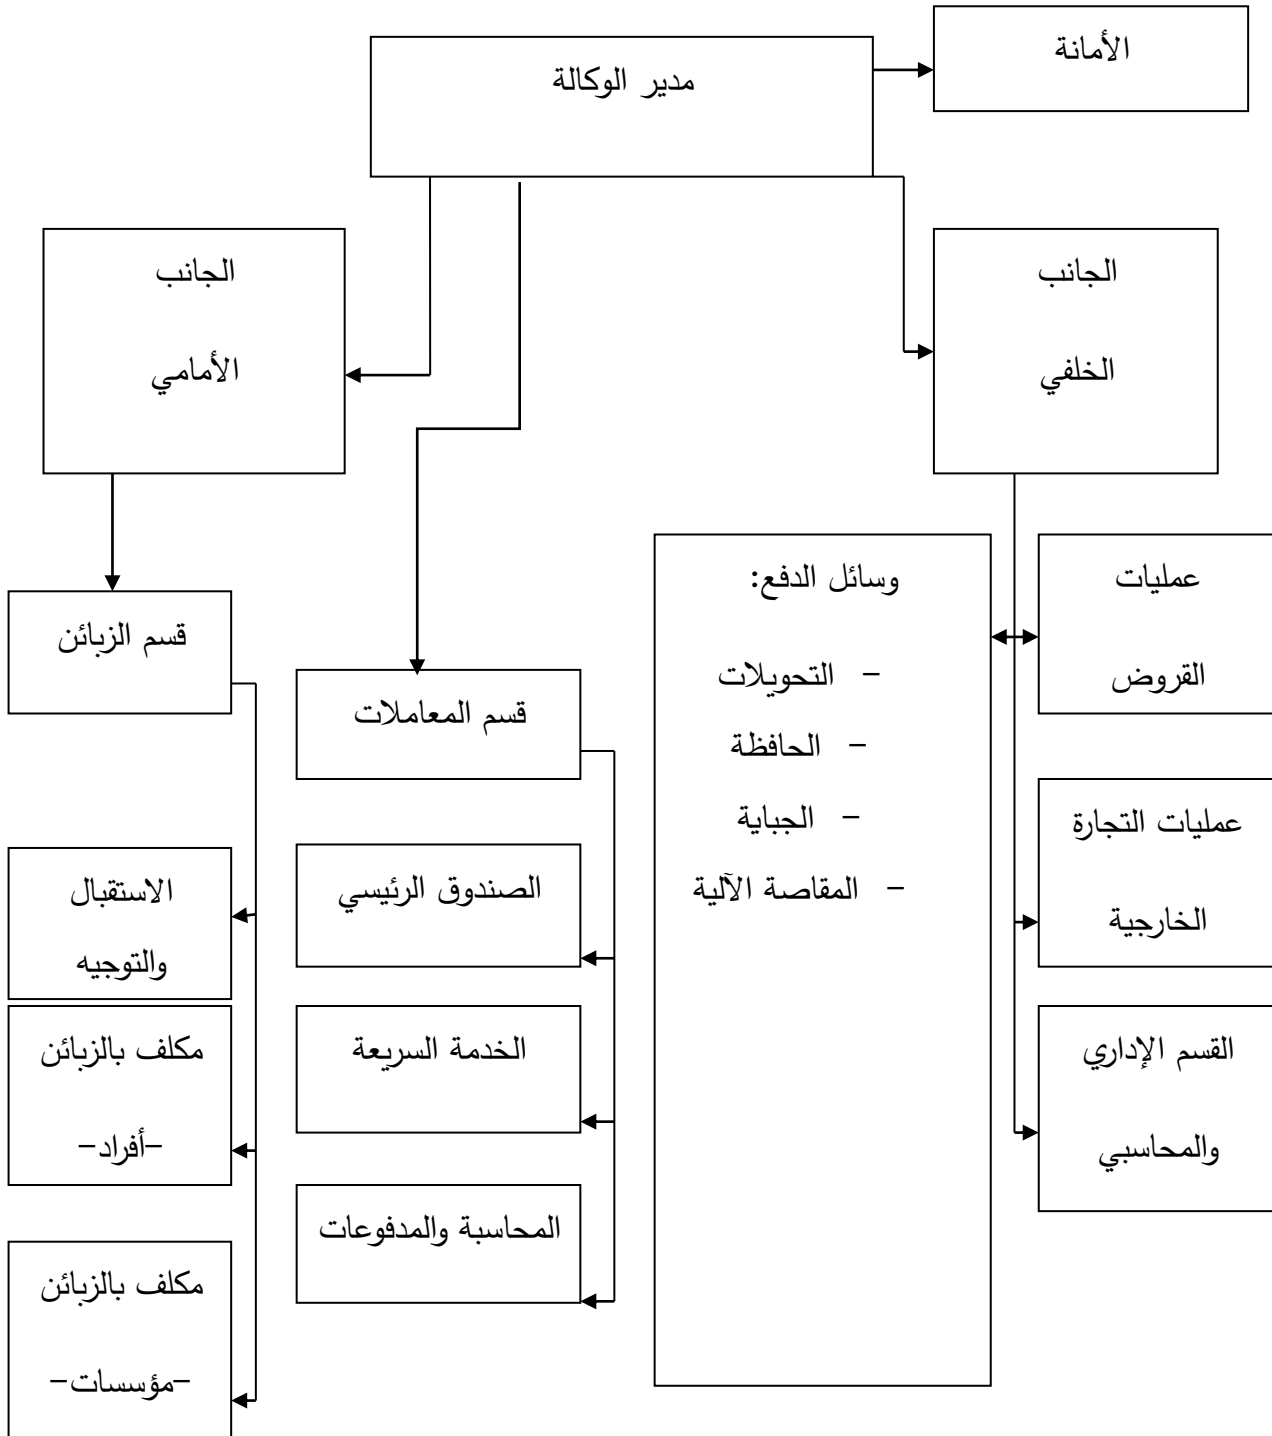 الأمانة
مدير الوكالة
الجانب
الخلفي
الجانب
الأمامي
عمليات
القروض
وسائل الدفع:
- التحويلات
- الحافظة
- الجباية
- المقاصة الآلية
قسم الزبائن
قسم المعاملات
عمليات التجارة
الخارجية
الصندوق الرئيسي
الاستقبال
والتوجيه
القسم الإداري
والمحاسبي
الخدمة السريعة
مكلف بالزبائن
-أفراد-
المحاسبة والمدفوعات
مكلف بالزبائن
-مؤسسات-